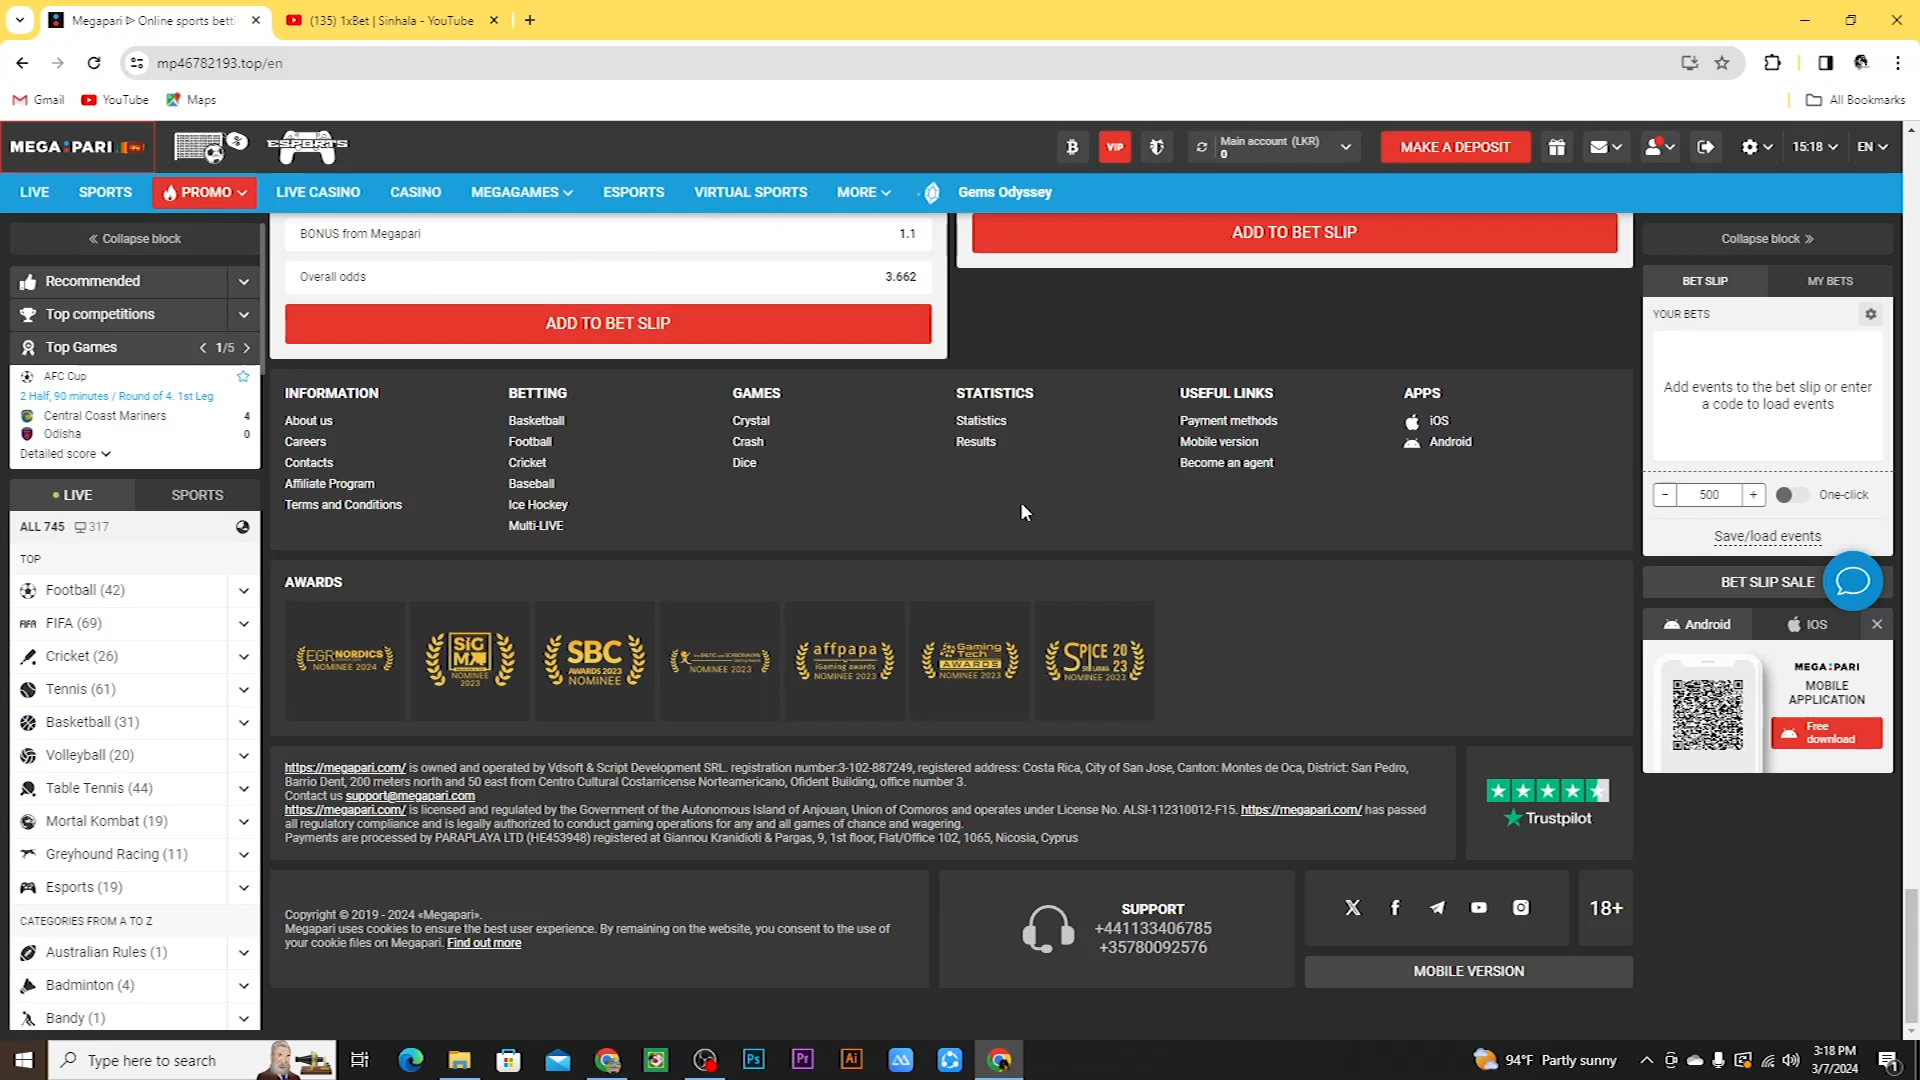 Megapari ᐉ Online sports betti
(135) 1xBet | Sinhala - YouTube
mp46782193.top/en
Gmail
YouTube
Maps
All Bookmarks
MEGA PARI
ESPORTS
VIP
Main account (LKR)
0
MAKE A DEPOSIT
15:18
EN
LIVE
SPORTS
PROMO
LIVE CASINO
CASINO
MEGAGAMES
ESPORTS
VIRTUAL SPORTS
MORE
Gems Odyssey
Collapse block
Recommended
Top competitions
Top Games
1/5
AFC Cup
2 Half, 90 minutes / Round of 4. 1st Leg
Central Coast Mariners 4
Odisha 0
Detailed score
LIVE
SPORTS
ALL 745
317
TOP
Football (42)
FIFA (69)
Cricket (26)
Tennis (61)
Basketball (31)
Volleyball (20)
Table Tennis (44)
Mortal Kombat (19)
Greyhound Racing (11)
Esports (19)
CATEGORIES FROM A TO Z
Australian Rules (1)
Badminton (4)
Bandy (1)
BONUS from Megapari 1.1
Overall odds 3.662
ADD TO BET SLIP
ADD TO BET SLIP
INFORMATION
About us
Careers
Contacts
Affiliate Program
Terms and Conditions
BETTING
Basketball
Football
Cricket
Baseball
Ice Hockey
Multi-LIVE
GAMES
Crystal
Crash
Dice
STATISTICS
Statistics
Results
USEFUL LINKS
Payment methods
Mobile version
Become an agent
APPS
iOS
Android
AWARDS
EGR NORDICS
NOMINEE 2024
SiGMA
NOMINEE
2023
SBC
AWARDS 2023
NOMINEE
NOMINEE 2023
affpapa
iGaming awards
NOMINEE 2023
Gaming
Tech
AWARDS
NOMINEE 2023
SPiCE 20
23
NOMINEE 2023
https://megapari.com/ is owned and operated by Vdsoft & Script Development SRL. registration number:3-102-887249, registered address: Costa Rica, City of San Jose, Canton: Montes de Oca, District: San Pedro,
Barrio Dent, 200 meters north and 50 east from Centro Cultural Costarricense Norteamericano, Ofident Building, office number 3.
Contact us support@megapari.com
https://megapari.com/ is licensed and regulated by the Government of the Autonomous Island of Anjouan, Union of Comoros and operates under License No. ALSI-112310012-F15. https://megapari.com/ has passed
all regulatory compliance and is legally authorized to conduct gaming operations for any and all games of chance and wagering.
Payments are processed by PARAPLAYA LTD (HE453948) registered at Giannou Kranidioti & Pargas, 9, 1st floor, Flat/Office 102, 1065, Nicosia, Cyprus
Trustpilot
Copyright © 2019 - 2024 «Megapari».
Megapari uses cookies to ensure the best user experience. By remaining on the website, you consent to the use of
your cookie files on Megapari. Find out more
SUPPORT
+441133406785
+35780092576
18+
MOBILE VERSION
Collapse block
BET SLIP
MY BETS
YOUR BETS
Add events to the bet slip or enter
a code to load events
- 500 +
One-click
Save/load events
BET SLIP SALE
Android
IOS
MEGA PARI
MOBILE
APPLICATION
Free
download
Type here to search
Ps
Pr
Ai
94°F Partly sunny
3:18 PM
3/7/2024
1